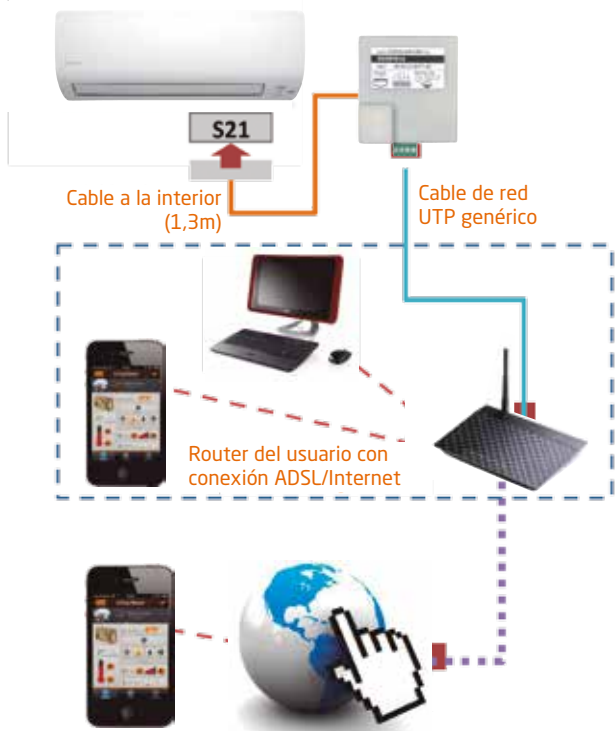 S21
Cable a la interior
(1,3m)
Cable de red
UTP genérico
Router del usuario con
conexión ADSL/Internet